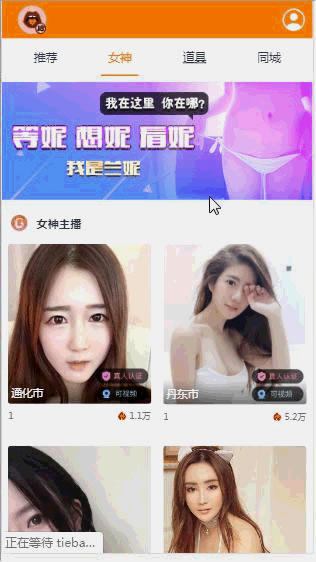 推荐 女神 道具 同城
我在这里 你在哪?
等妮 想妮 看妮
我是兰妮
女神主播
真人认证 真人认证
通化市 可视频 丹东市 可视频
1 1.1万 1 5.2万
正在等待 tieba...